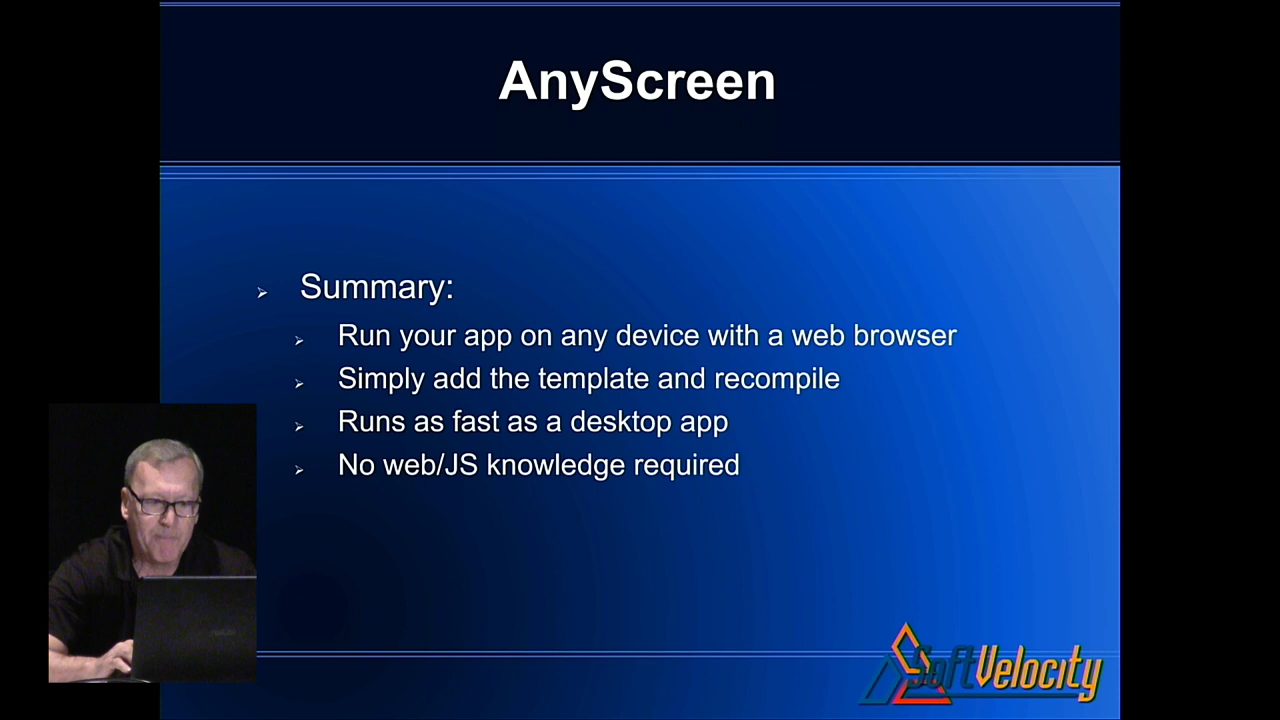 AnyScreen
Summary:
Run your app on any device with a web browser
Simply add the template and recompile
Runs as fast as a desktop app
No web/JS knowledge required
SoftVelocity